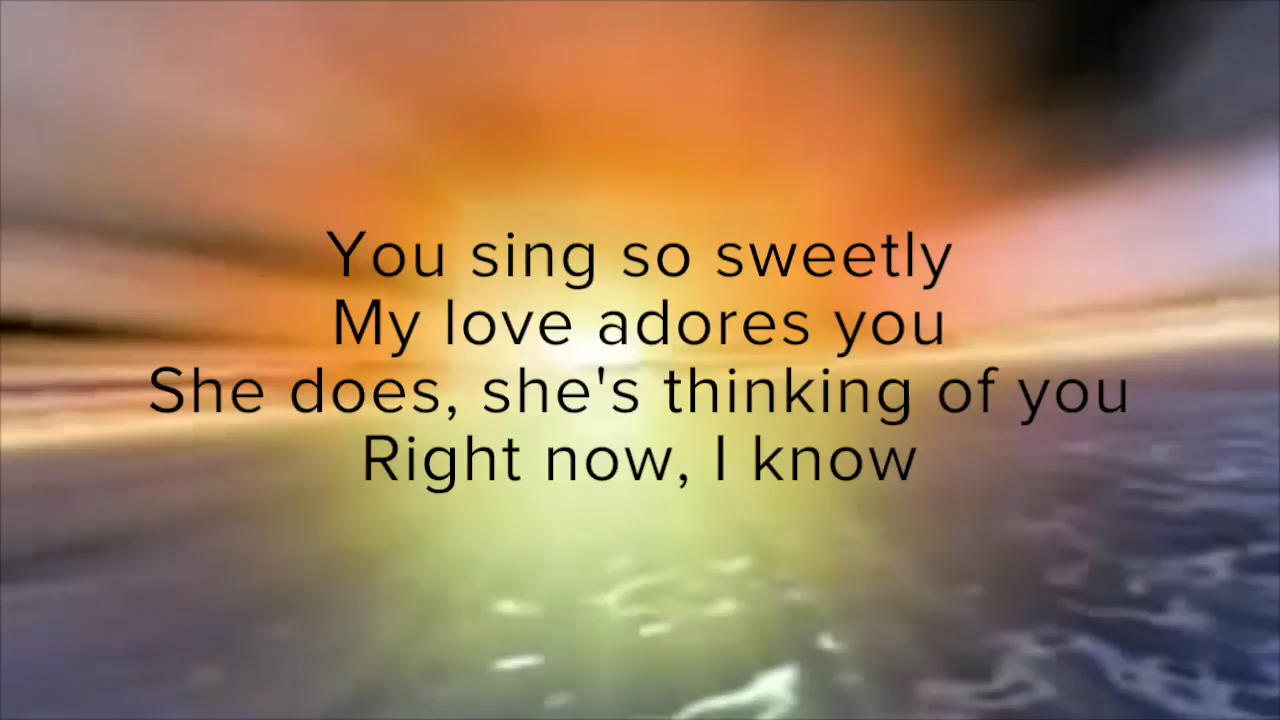 You sing so sweetly
My love adores you
She does, she's thinking of you
Right now, I know